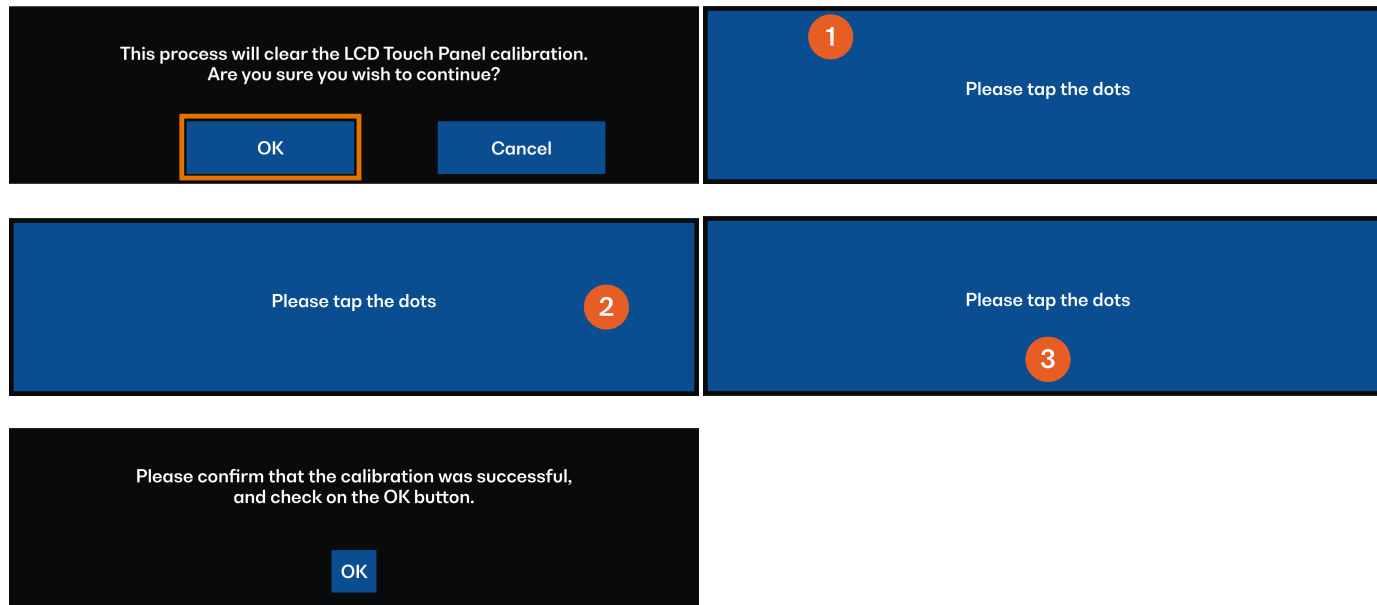 This process will clear the LCD Touch Panel calibration.
Are you sure you wish to continue?
OK
Cancel
1
Please tap the dots
Please tap the dots
2
Please tap the dots
3
Please confirm that the calibration was successful,
and check on the OK button.
OK